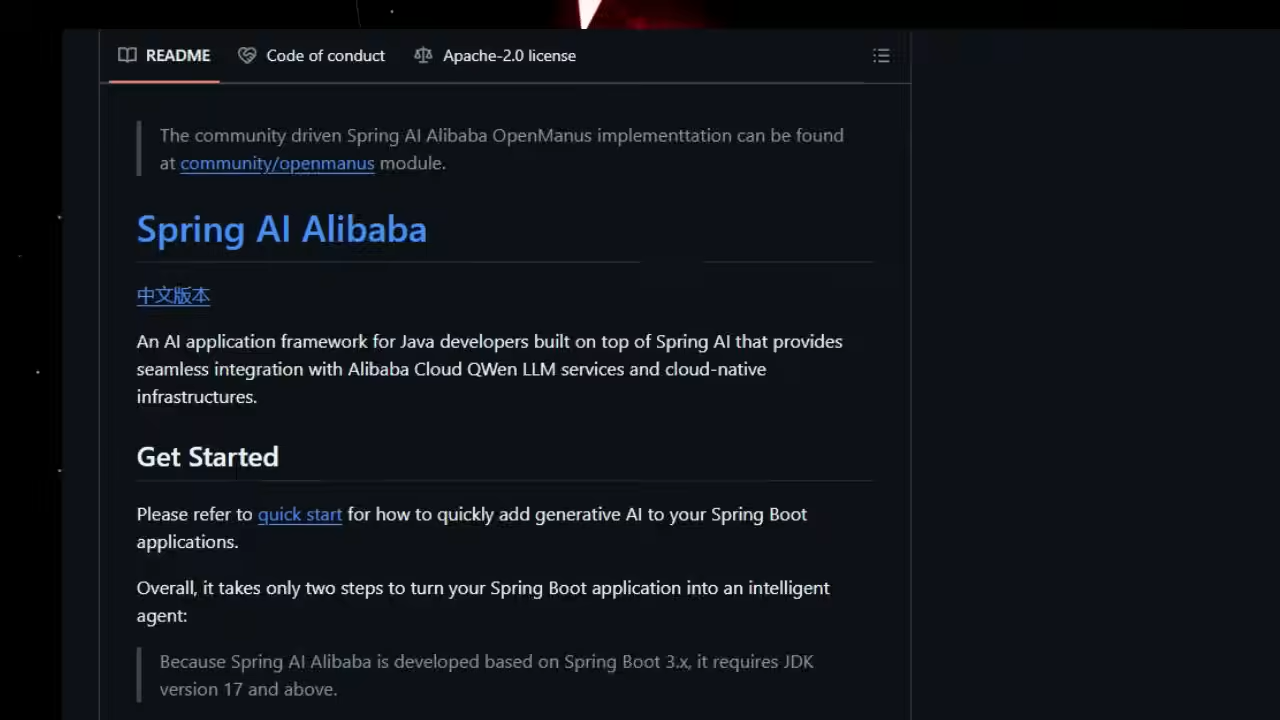 README Code of conduct Apache-2.0 license
The community driven Spring AI Alibaba OpenManus implementtation can be found
at community/openmanus module.
Spring AI Alibaba
中文版本
An AI application framework for Java developers built on top of Spring AI that provides
seamless integration with Alibaba Cloud QWen LLM services and cloud-native
infrastructures.
Get Started
Please refer to quick start for how to quickly add generative AI to your Spring Boot
applications.
Overall, it takes only two steps to turn your Spring Boot application into an intelligent
agent:
Because Spring AI Alibaba is developed based on Spring Boot 3.x, it requires JDK
version 17 and above.